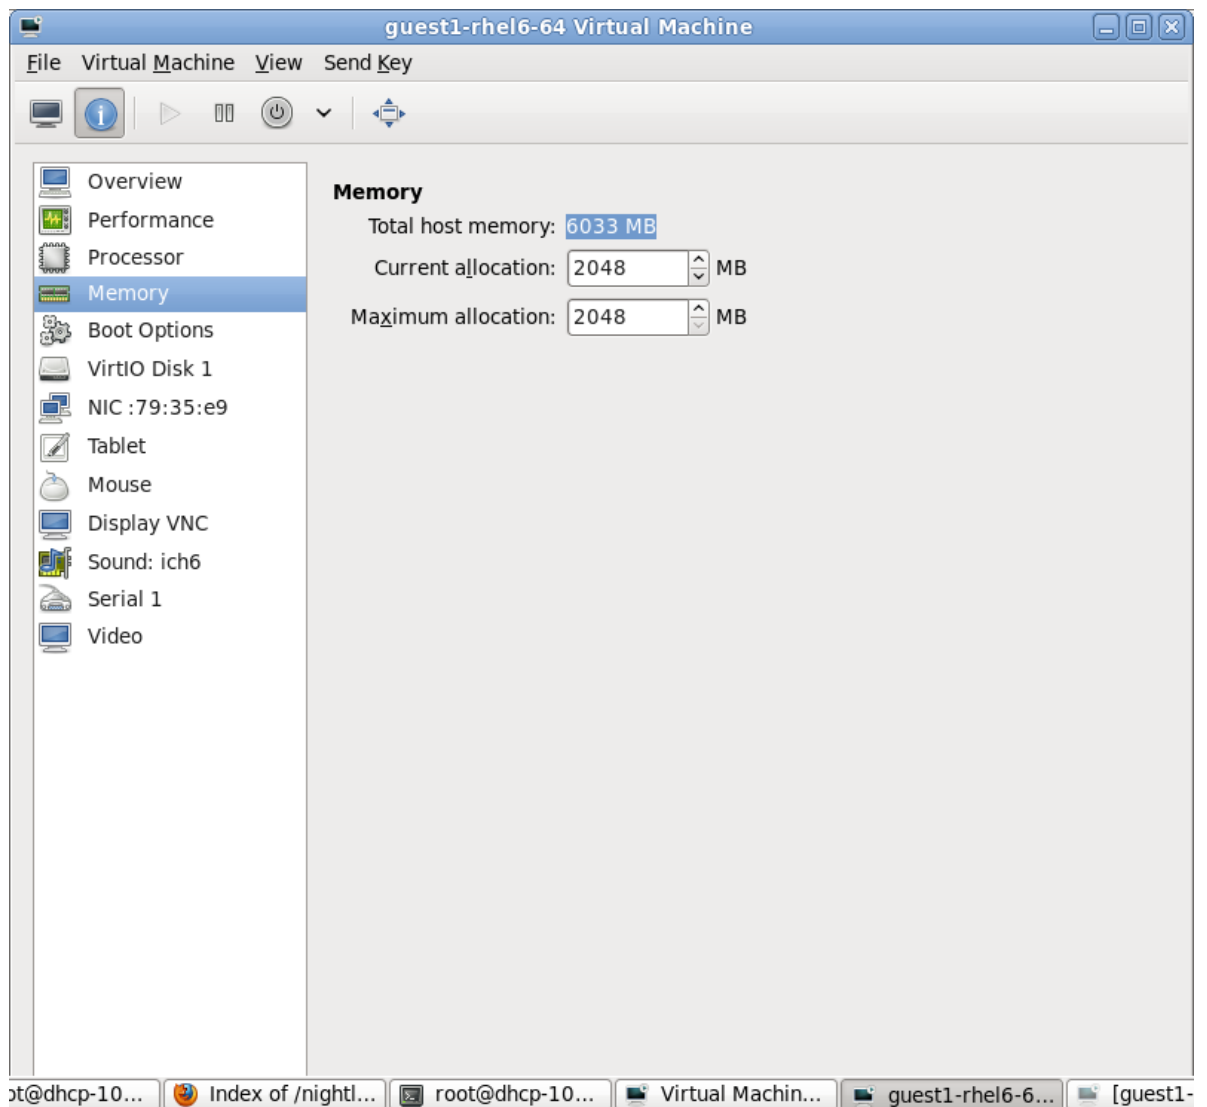 guest1-rhel6-64 Virtual Machine
File Virtual Machine View Send Key
Overview
Performance
Processor
Memory
Boot Options
VirtIO Disk 1
NIC :79:35:e9
Tablet
Mouse
Display VNC
Sound: ich6
Serial 1
Video
Memory
Total host memory: 6033 MB
Current allocation: 2048 MB
Maximum allocation: 2048 MB
ot@dhcp-10... Index of /nightl... root@dhcp-10... Virtual Machin... guest1-rhel6-6... [guest1-